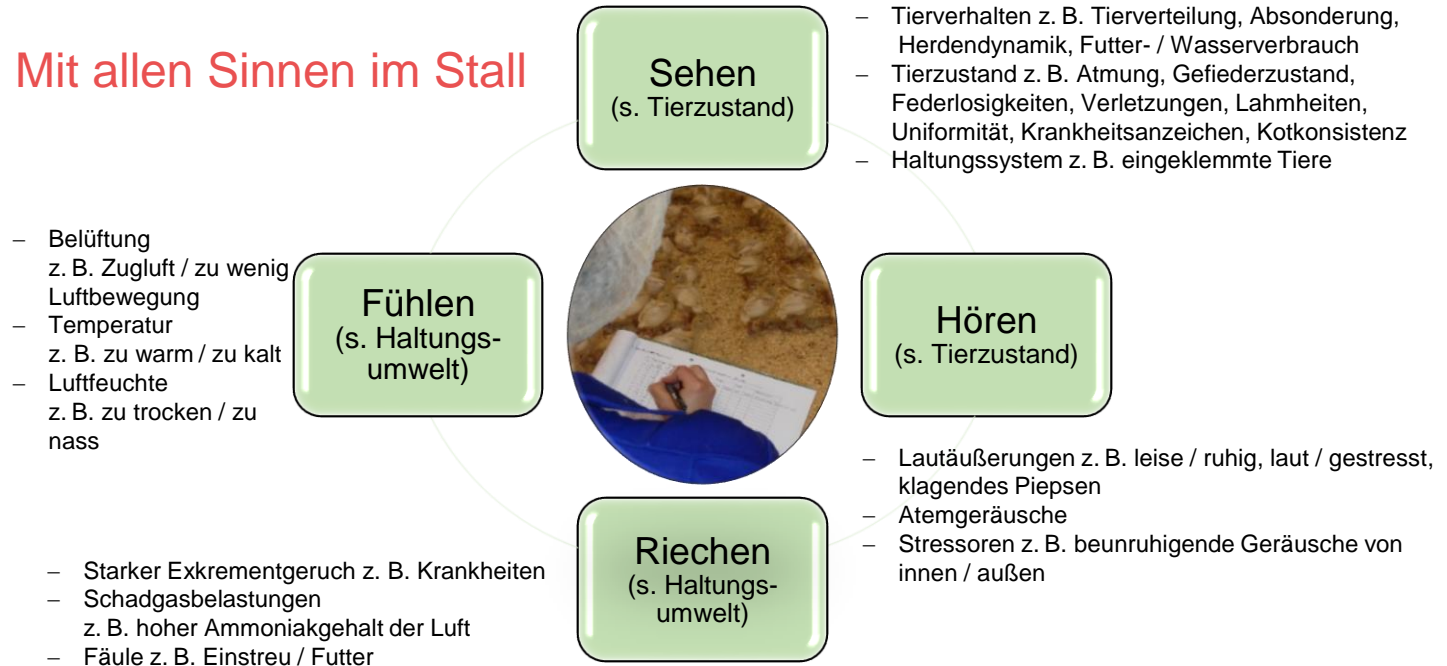 Mit allen Sinnen im Stall
Sehen
(s. Tierzustand)
– Tierverhalten z. B. Tierverteilung, Absonderung,
Herdendynamik, Futter- / Wasserverbrauch
– Tierzustand z. B. Atmung, Gefiederzustand,
Federlosigkeiten, Verletzungen, Lahmheiten,
Uniformität, Krankheitsanzeichen, Kotkonsistenz
– Haltungssystem z. B. eingeklemmte Tiere
– Belüftung
z. B. Zugluft / zu wenig
Luftbewegung
– Temperatur
z. B. zu warm / zu kalt
– Luftfeuchte
z. B. zu trocken / zu
nass
Fühlen
(s. Haltungs-
umwelt)
Hören
(s. Tierzustand)
– Lautäußerungen z. B. leise / ruhig, laut / gestresst,
klagendes Piepsen
– Atemgeräusche
– Stressoren z. B. beunruhigende Geräusche von
innen / außen
Riechen
(s. Haltungs-
umwelt)
– Starker Exkrementgeruch z. B. Krankheiten
– Schadgasbelastungen
z. B. hoher Ammoniakgehalt der Luft
– Fäule z. B. Einstreu / Futter